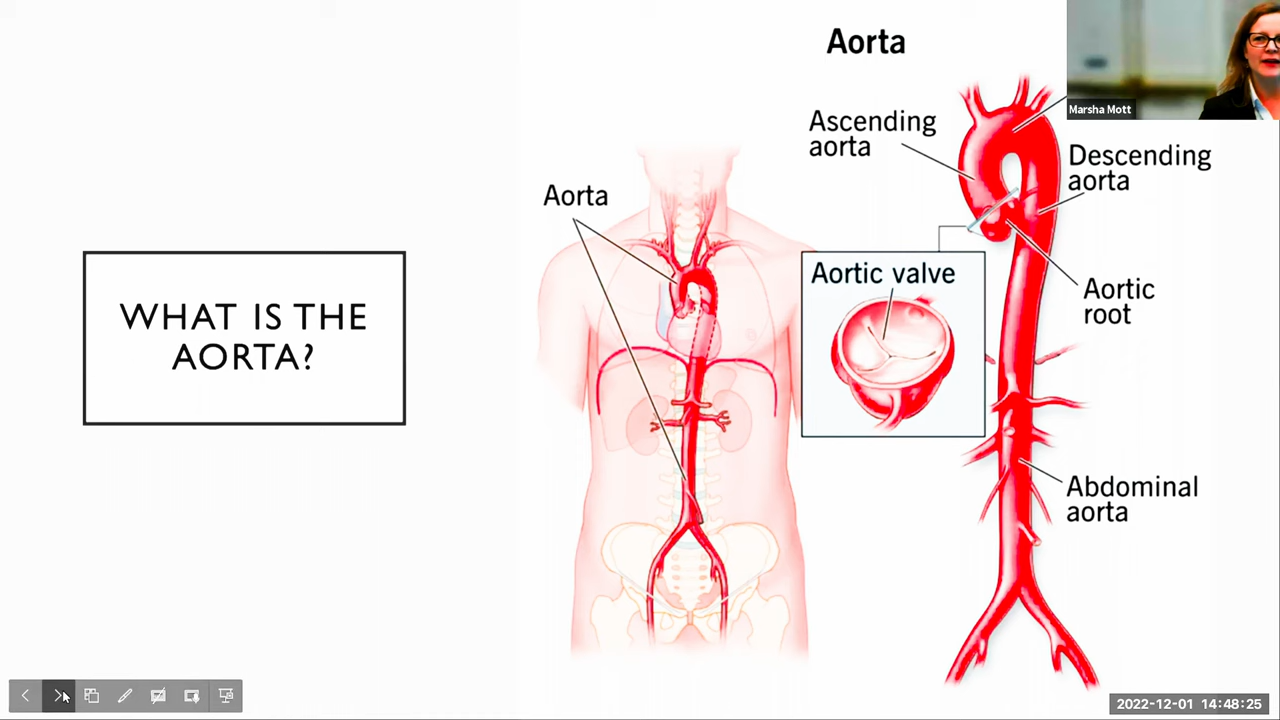 WHAT IS THE
AORTA?
Aorta
Aorta
Ascending
aorta
Descending
aorta
Aortic valve
Aortic
root
Abdominal
aorta
Marsha Mott
2022-12-01 14:48:25